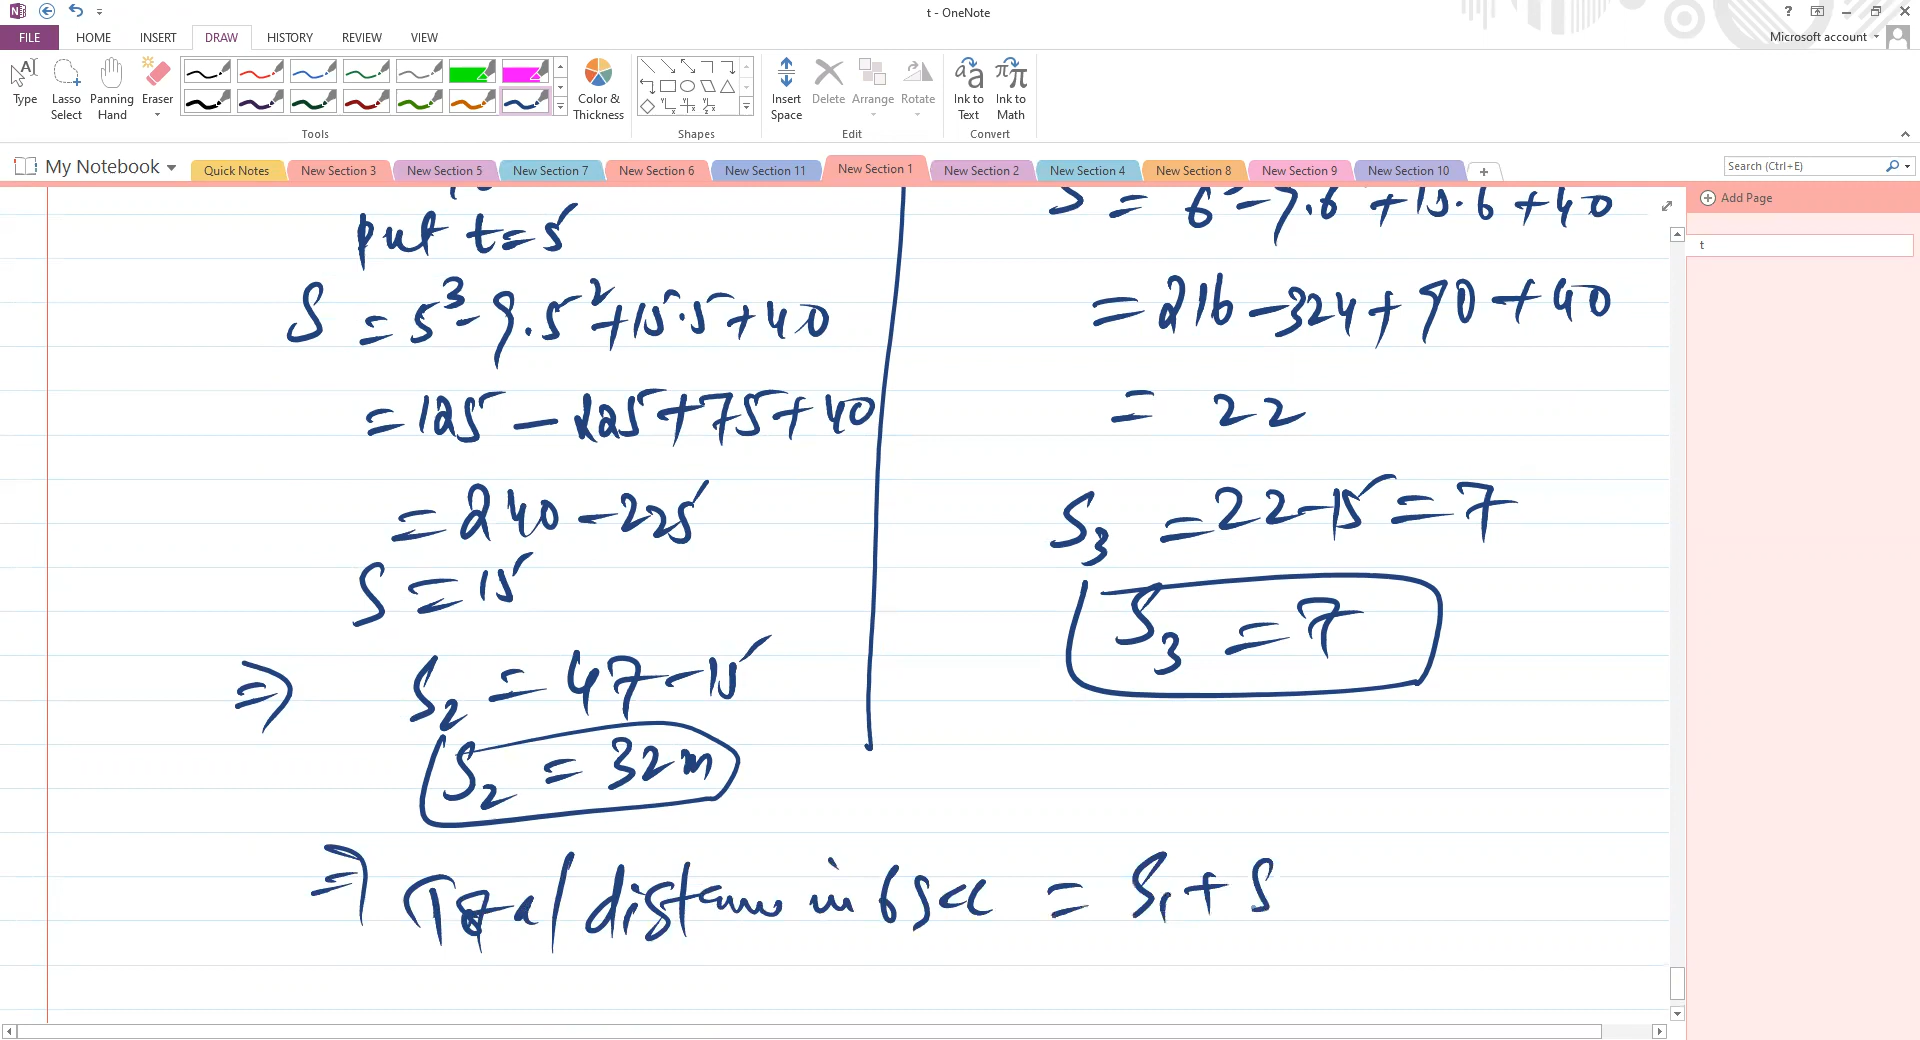 t - OneNote
?
Microsoft account
FILE HOME INSERT DRAW HISTORY REVIEW VIEW
Type
Lasso Select
Panning Hand
Eraser
Color & Thickness
Insert Space
Delete
Arrange
Rotate
Ink to Text
Ink to Math
Tools
Shapes
Edit
Convert
My Notebook
Quick Notes
New Section 3
New Section 5
New Section 7
New Section 6
New Section 11
New Section 1
New Section 2
New Section 4
New Section 8
New Section 9
New Section 10
Search (Ctrl+E)
Add Page
t
put t=5
S = 5³-9.5²+15.5+40
=125-225+75+40
=240-225
S=15
⇒ S₂ = 47-15
S₂ = 32m
=216-324+90+40
= 22
S₃ =22-15=7
S₃ =7
⇒ Total distance in 6 sec = S₁+S